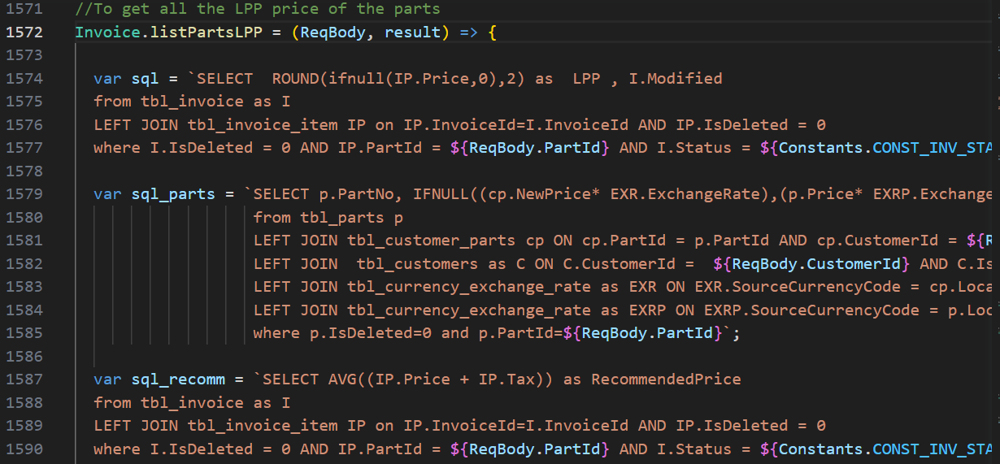 1571 //To get all the LPP price of the parts
1572 Invoice.listPartsLPP = (ReqBody, result) => {
1573
1574 var sql = `SELECT  ROUND(ifnull(IP.Price,0),2) as  LPP , I.Modified
1575 from tbl_invoice as I
1576 LEFT JOIN tbl_invoice_item IP on IP.InvoiceId=I.InvoiceId AND IP.IsDeleted = 0
1577 where I.IsDeleted = 0 AND IP.PartId = ${ReqBody.PartId} AND I.Status = ${Constants.CONST_INV_STA
1578
1579 var sql_parts = `SELECT p.PartNo, IFNULL((cp.NewPrice* EXR.ExchangeRate),(p.Price* EXRP.Exchange
1580 from tbl_parts p
1581 LEFT JOIN tbl_customer_parts cp ON cp.PartId = p.PartId AND cp.CustomerId = ${R
1582 LEFT JOIN  tbl_customers as C ON C.CustomerId =  ${ReqBody.CustomerId} AND C.Is
1583 LEFT JOIN tbl_currency_exchange_rate as EXR ON EXR.SourceCurrencyCode = cp.Loca
1584 LEFT JOIN tbl_currency_exchange_rate as EXRP ON EXRP.SourceCurrencyCode = p.Loc
1585 where p.IsDeleted=0 and p.PartId=${ReqBody.PartId}`;
1586
1587 var sql_recomm = `SELECT AVG((IP.Price + IP.Tax)) as RecommendedPrice
1588 from tbl_invoice as I
1589 LEFT JOIN tbl_invoice_item IP on IP.InvoiceId=I.InvoiceId AND IP.IsDeleted = 0
1590 where I.IsDeleted = 0 AND IP.PartId = ${ReqBody.PartId} AND I.Status = ${Constants.CONST_INV_STA